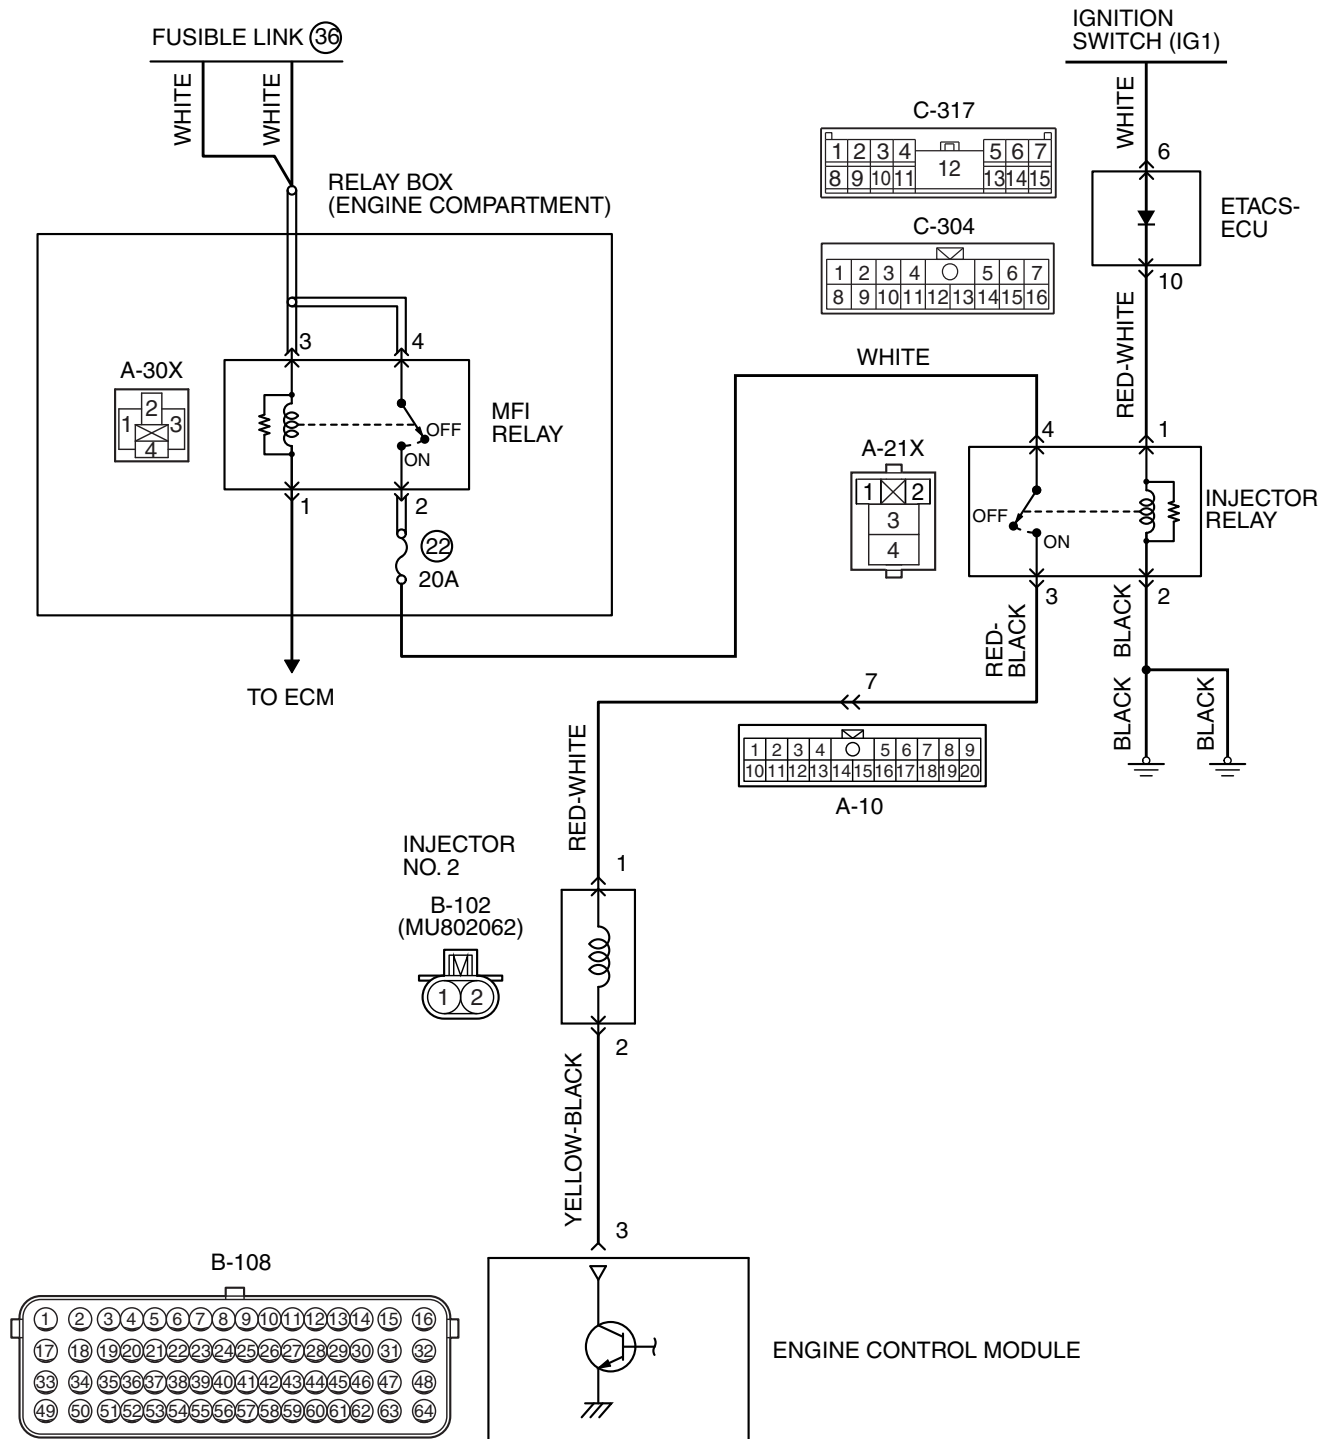 FUSIBLE LINK 36
IGNITION
SWITCH (IG1)
WHITE
WHITE
WHITE
C-317
1 2 3 4 5 6 7
12
8 9 10 11 13 14 15
6
ETACS-
ECU
10
C-304
1 2 3 4 5 6 7
8 9 10 11 12 13 14 15 16
RELAY BOX
(ENGINE COMPARTMENT)
RED-WHITE
3
4
WHITE
A-30X
2
1 3
4
MFI
RELAY
OFF
ON
1
2
22
20A
TO ECM
4
1
A-21X
1 2
3
4
OFF
ON
INJECTOR
RELAY
3
2
RED-
BLACK
BLACK
BLACK
BLACK
7
1 2 3 4 5 6 7 8 9
10 11 12 13 14 15 16 17 18 19 20
A-10
RED-WHITE
INJECTOR
NO. 2
1
B-102
(MU802062)
1 2
2
YELLOW-BLACK
3
B-108
1 2 3 4 5 6 7 8 9 10 11 12 13 14 15 16
17 18 19 20 21 22 23 24 25 26 27 28 29 30 31 32
33 34 35 36 37 38 39 40 41 42 43 44 45 46 47 48
49 50 51 52 53 54 55 56 57 58 59 60 61 62 63 64
ENGINE CONTROL MODULE